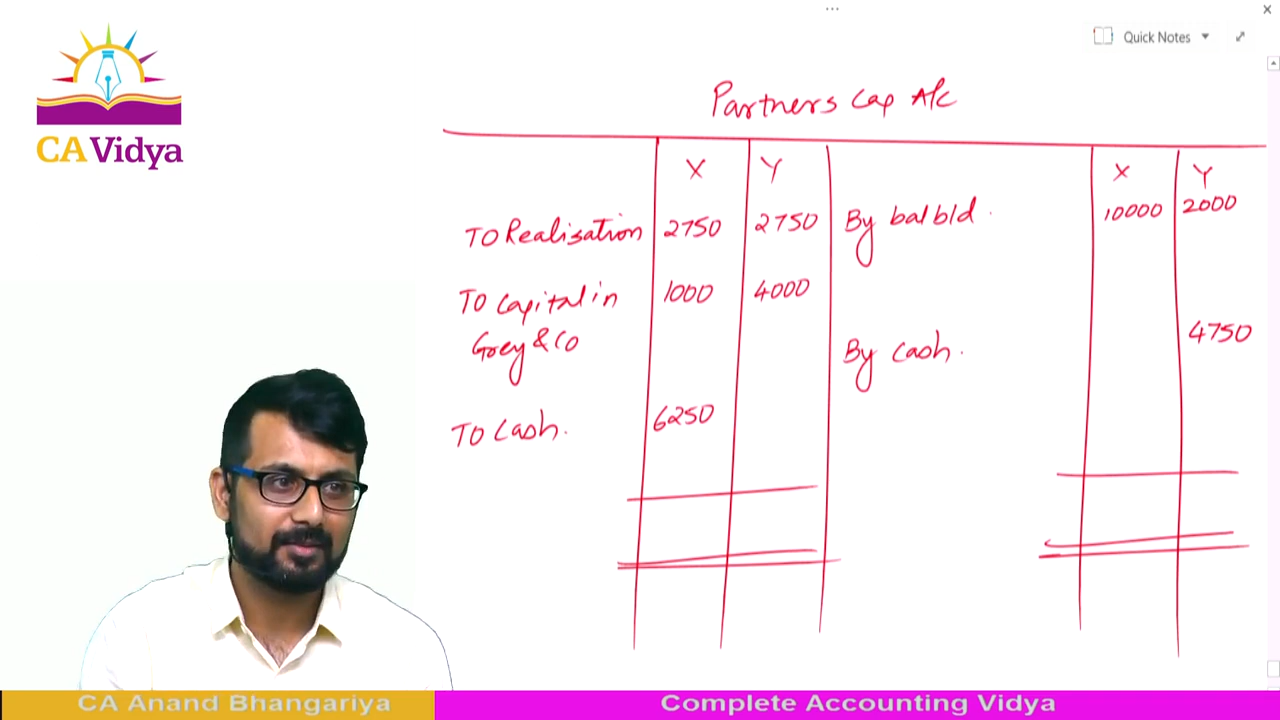 CA Vidya
Quick Notes
Partners Cap A/c
X Y X Y
To Realisation 2750 2750 By bal b/d. 10000 2000
To Capital in 1000 4000
Grey & Co
By Cash. 4750
To Cash. 6250
CA Anand Bhangariya
Complete Accounting Vidya